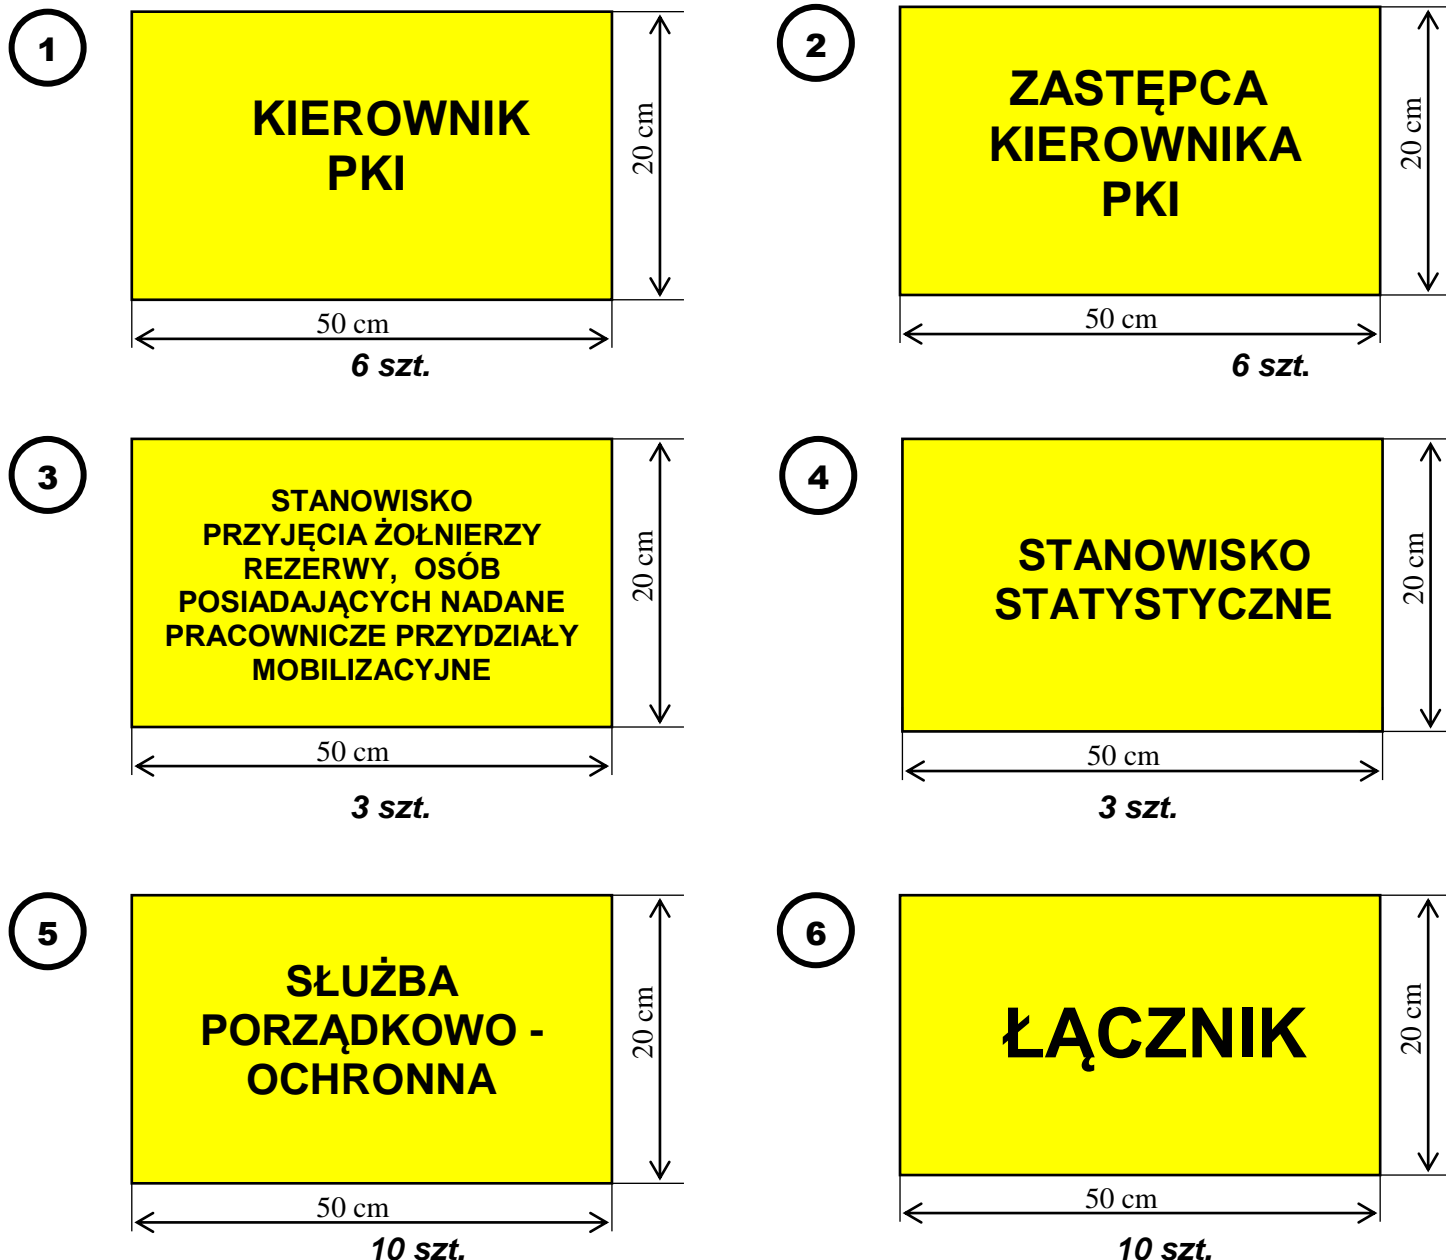 1
KIEROWNIK
PKI
20 cm
50 cm
6 szt.
2
ZASTĘPCA
KIEROWNIKA
PKI
20 cm
50 cm
6 szt.
3
STANOWISKO
PRZYJĘCIA ŻOŁNIERZY
REZERWY, OSÓB
POSIADAJĄCYCH NADANE
PRACOWNICZE PRZYDZIAŁY
MOBILIZACYJNE
20 cm
50 cm
3 szt.
4
STANOWISKO
STATYSTYCZNE
20 cm
50 cm
3 szt.
5
SŁUŻBA
PORZĄDKOWO -
OCHRONNA
20 cm
50 cm
10 szt.
6
ŁĄCZNIK
20 cm
50 cm
10 szt.